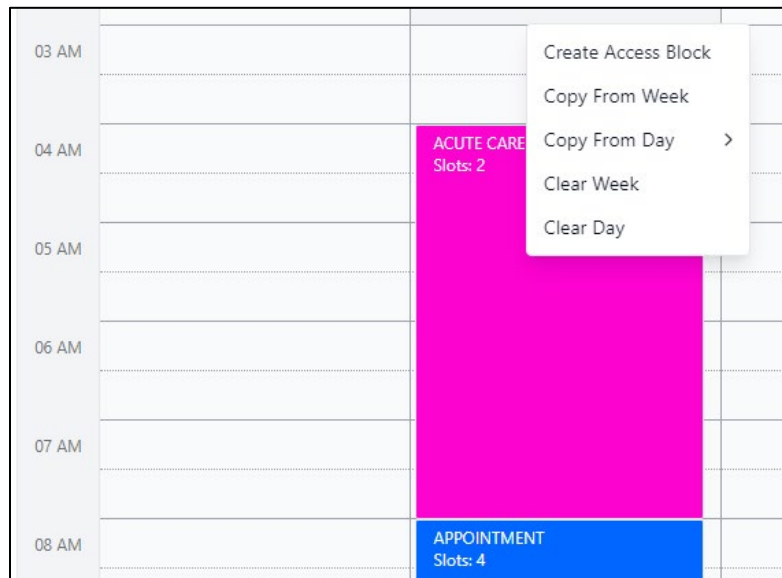 03 AM
04 AM
05 AM
06 AM
07 AM
08 AM
ACUTE CARE
Slots: 2
APPOINTMENT
Slots: 4
Create Access Block
Copy From Week
Copy From Day
Clear Week
Clear Day